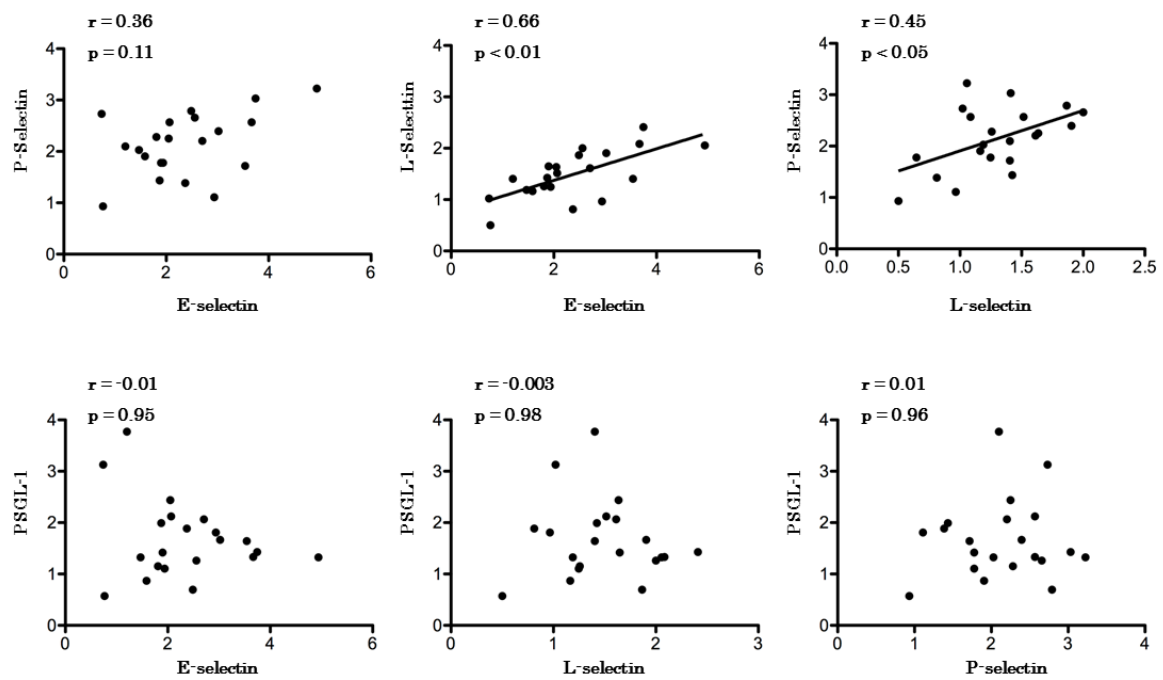 r = 0.36
p = 0.11
P-Selectin
4
3
2
1
0
0 2 4 6
E-selectin
r = 0.66
p < 0.01
L-Selecttin
4
3
2
1
0
0 2 4 6
E-selectin
r = 0.45
p < 0.05
P-Selectin
4
3
2
1
0
0.0 0.5 1.0 1.5 2.0 2.5
L-selectin
r = -0.01
p = 0.95
PSGL-1
4
3
2
1
0
0 2 4 6
E-selectin
r = -0.003
p = 0.98
PSGL-1
4
3
2
1
0
0 1 2 3
L-selectin
r = 0.01
p = 0.96
PSGL-1
4
3
2
1
0
0 1 2 3 4
P-selectin